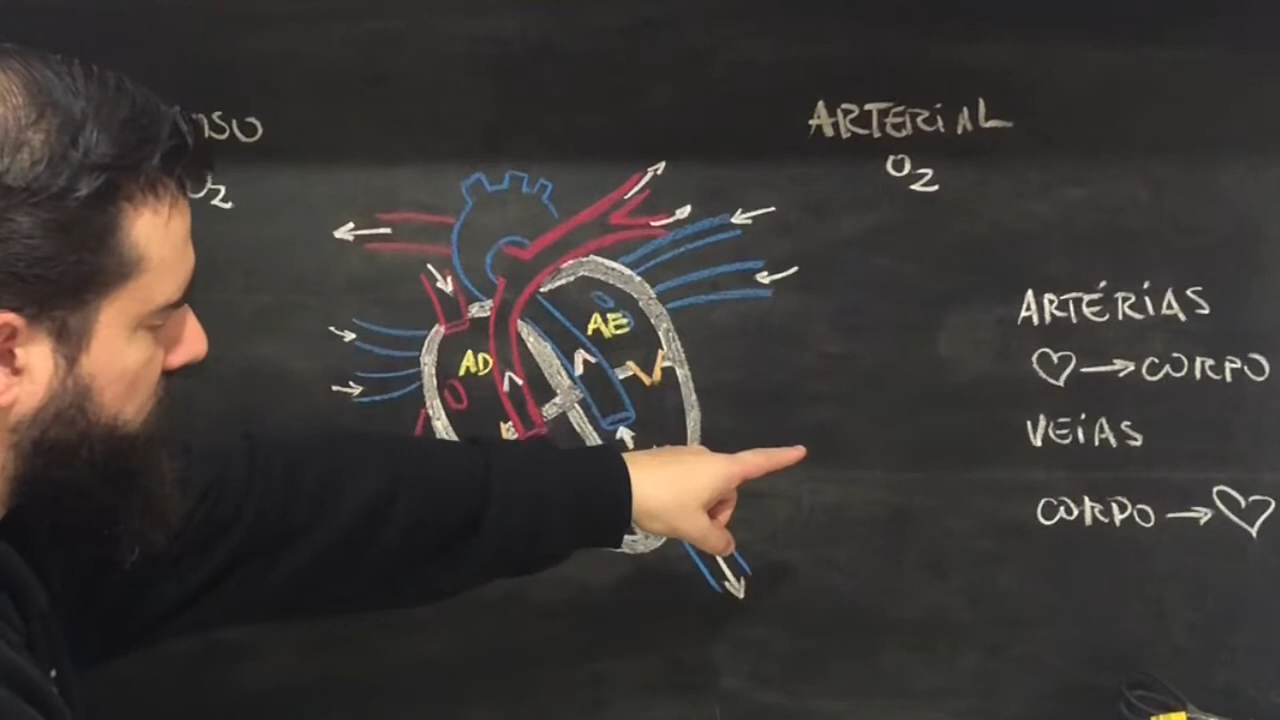 ARTERIAL
O2
AE
AD
ARTÉRIAS
♡→CORPO
VEIAS
CORPO→♡